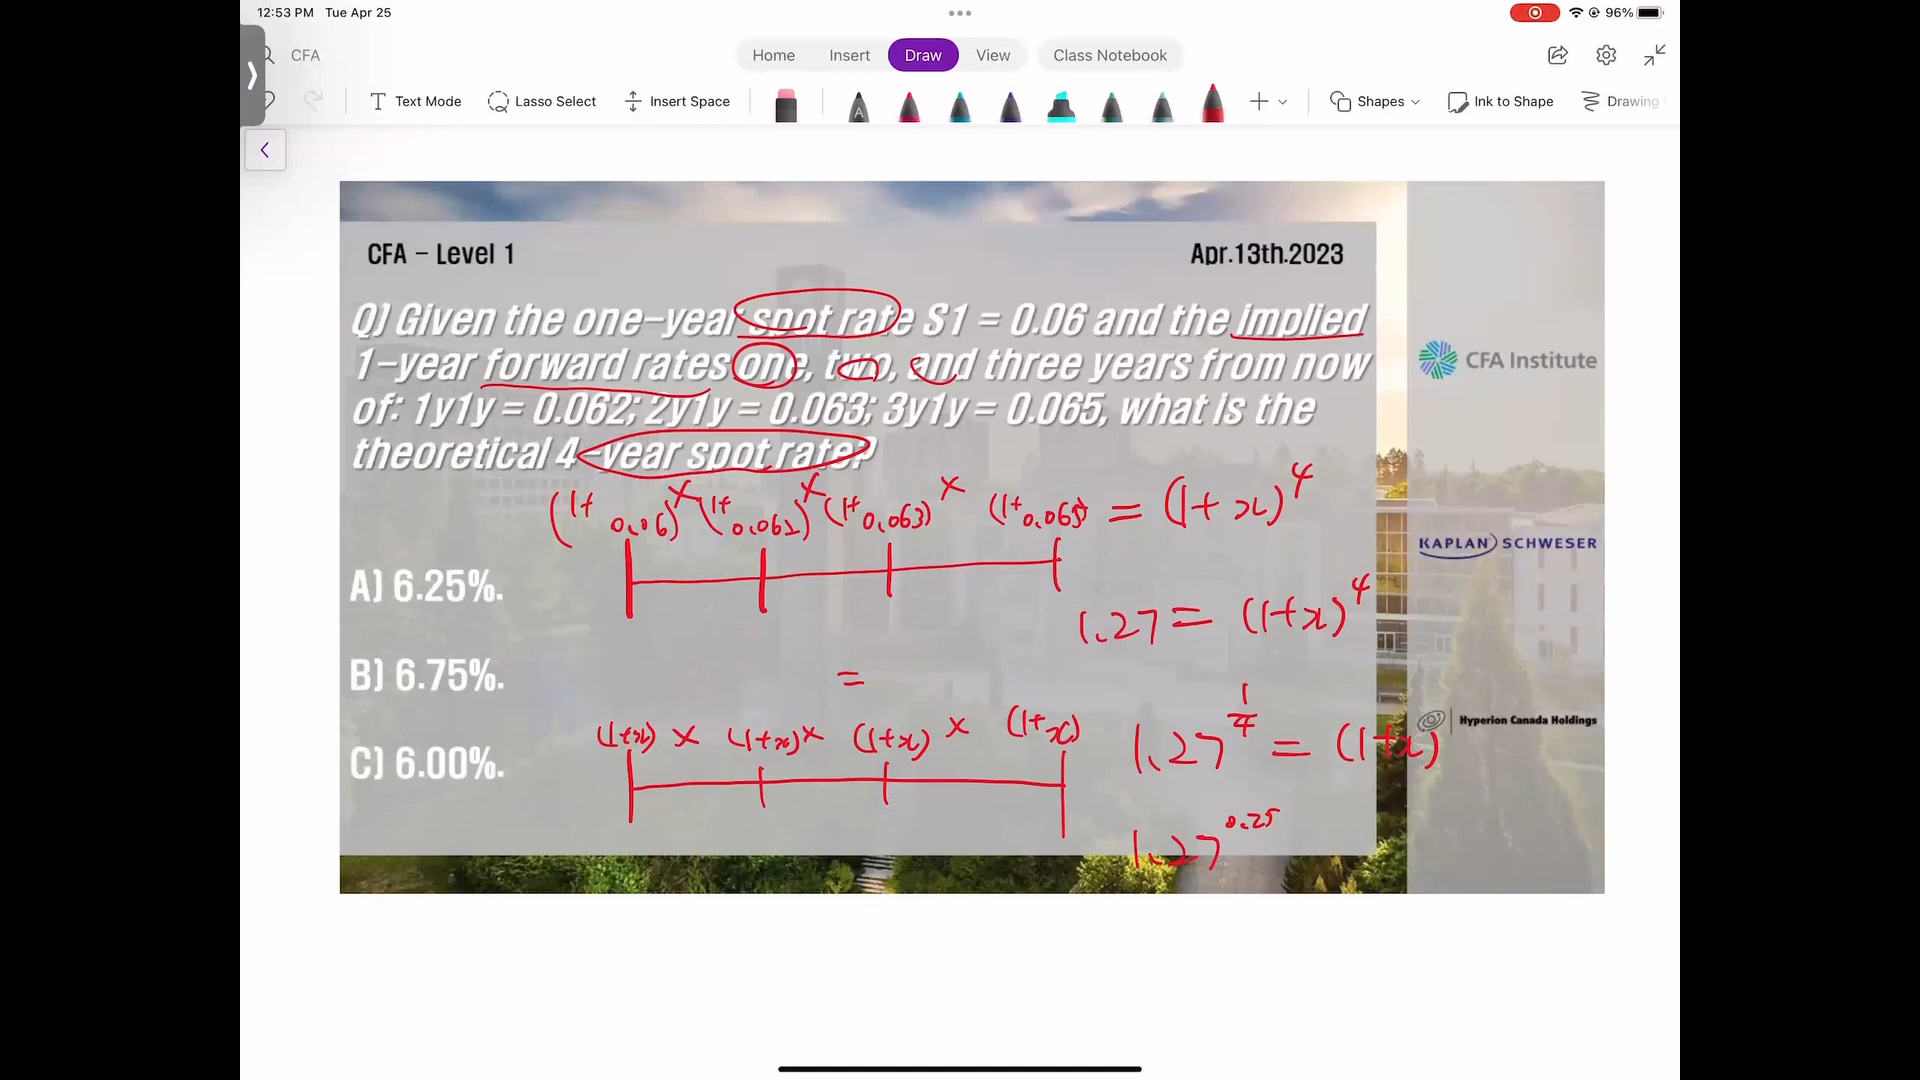 12:53 PM Tue Apr 25
96%
CFA
Home Insert Draw View Class Notebook
Text Mode Lasso Select Insert Space Shapes Ink to Shape Drawing
CFA - Level 1
Apr.13th.2023
Q) Given the one-year spot rate S1 = 0.06 and the implied
1-year forward rates one, two, and three years from now
of: 1y1y = 0.062; 2y1y = 0.063; 3y1y = 0.065, what is the
theoretical 4-year spot rate?
(1+0.06) × (1+0.062) × (1+0.063) × (1+0.065) = (1+x)^4
A) 6.25%.
1.27 = (1+x)^4
B) 6.75%.
=
(1+x) × (1+x) × (1+x) × (1+x)
1.27^1/4 = (1+x)
C) 6.00%.
1.27^0.25
CFA Institute
KAPLAN SCHWESER
Hyperion Canada Holdings